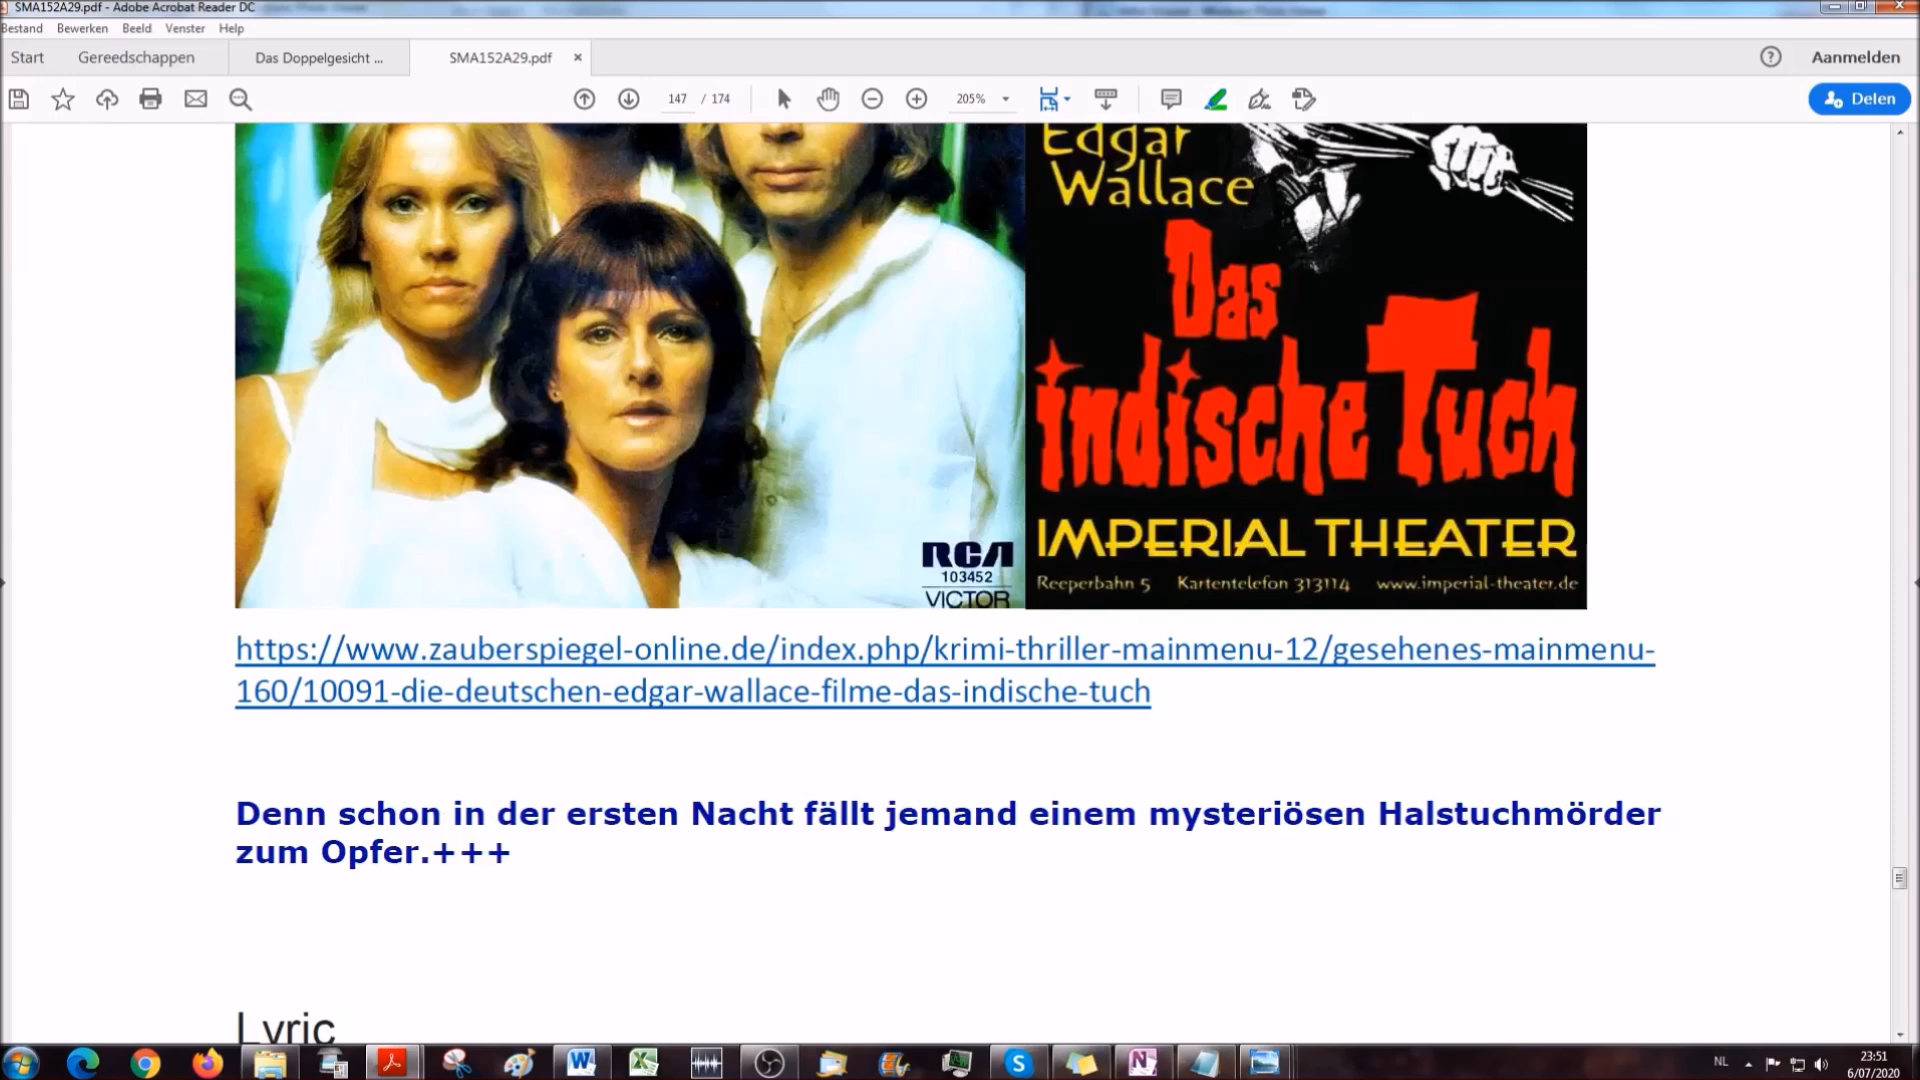 SMA152A29.pdf - Adobe Acrobat Reader DC
Bestand Bewerken Beeld Venster Help
Start Gereedschappen Das Doppelgesicht ... SMA152A29.pdf × Aanmelden
147 / 174 205% Delen
Edgar
Wallace
Das
indische Tuch
IMPERIAL THEATER
Reeperbahn 5 Kartentelefon 313114 www.imperial-theater.de
RCA
103452
VICTOR
https://www.zauberspiegel-online.de/index.php/krimi-thriller-mainmenu-12/gesehenes-mainmenu-
160/10091-die-deutschen-edgar-wallace-filme-das-indische-tuch
Denn schon in der ersten Nacht fällt jemand einem mysteriösen Halstuchmörder
zum Opfer.+++
Lyric
NL 23:51
6/07/2020